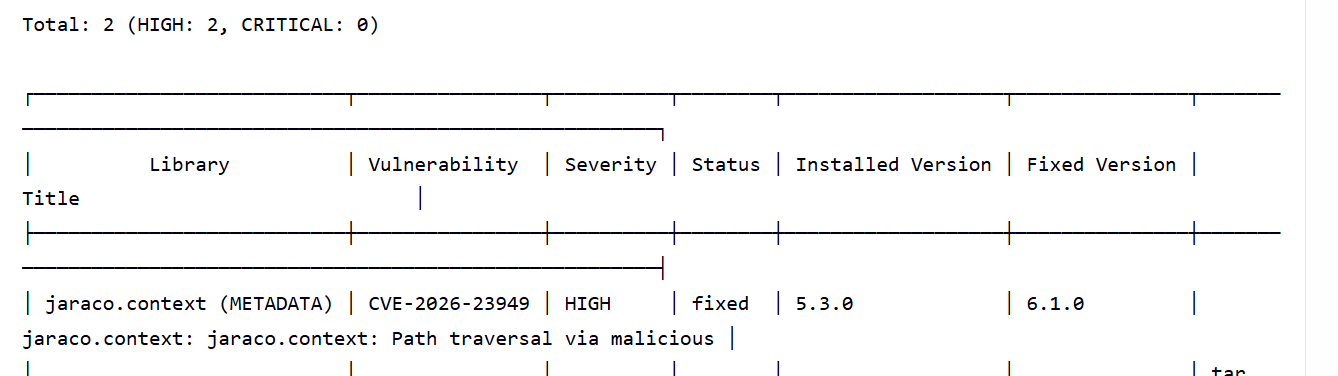 Total: 2 (HIGH: 2, CRITICAL: 0)
┌───────────────────────────┬────────────────┬──────────┬────────┬───────────────────┬───────────────┬───────
───────────────────────────────────────────────────────┐
│          Library          │ Vulnerability  │ Severity │ Status │ Installed Version │ Fixed Version │
Title                             │
├───────────────────────────┼────────────────┼──────────┼────────┼───────────────────┼───────────────┼───────
───────────────────────────────────────────────────────┤
│ jaraco.context (METADATA) │ CVE-2026-23949 │ HIGH     │ fixed  │ 5.3.0             │ 6.1.0         │
jaraco.context: jaraco.context: Path traversal via malicious │
│                           │                │          │        │                   │               │ tar